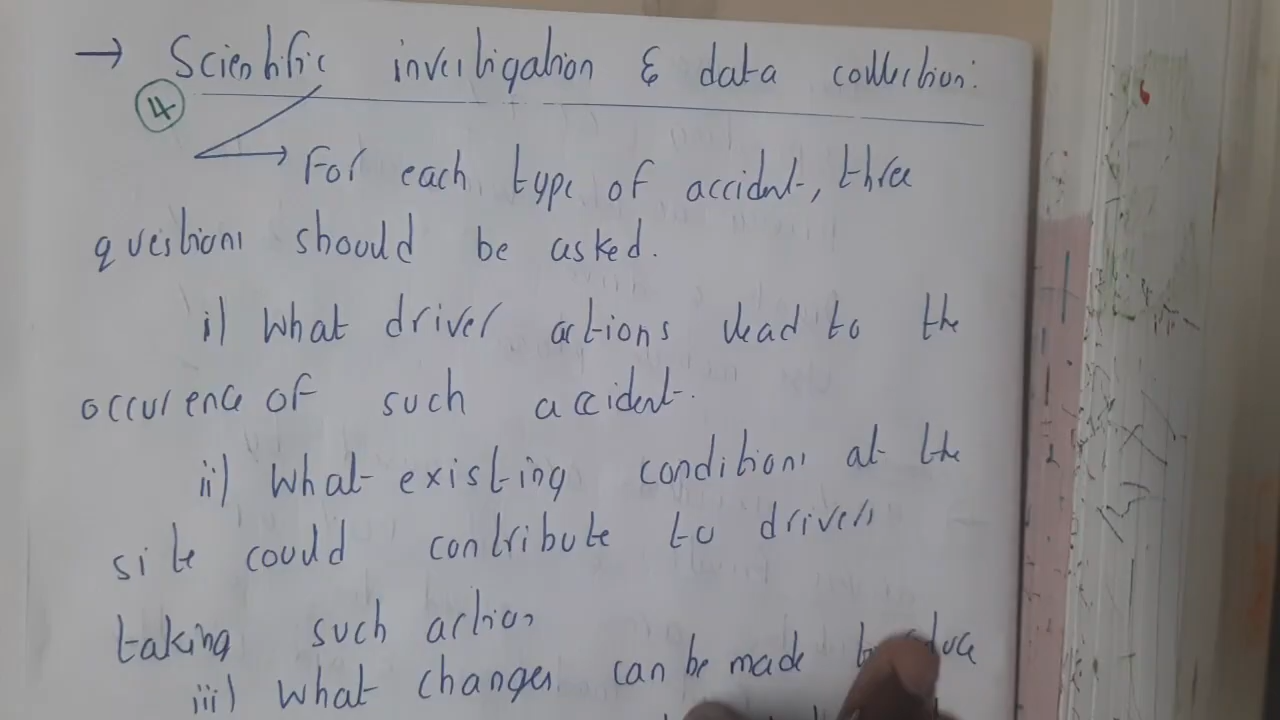 → Scientific investigation & data collection:
④
→ For each type of accident, three
questions should be asked.
i) What driver actions lead to the
occurence of such accident.
ii) What existing conditions at the
site could contribute to drivers
taking such action
iii) What changes can be made